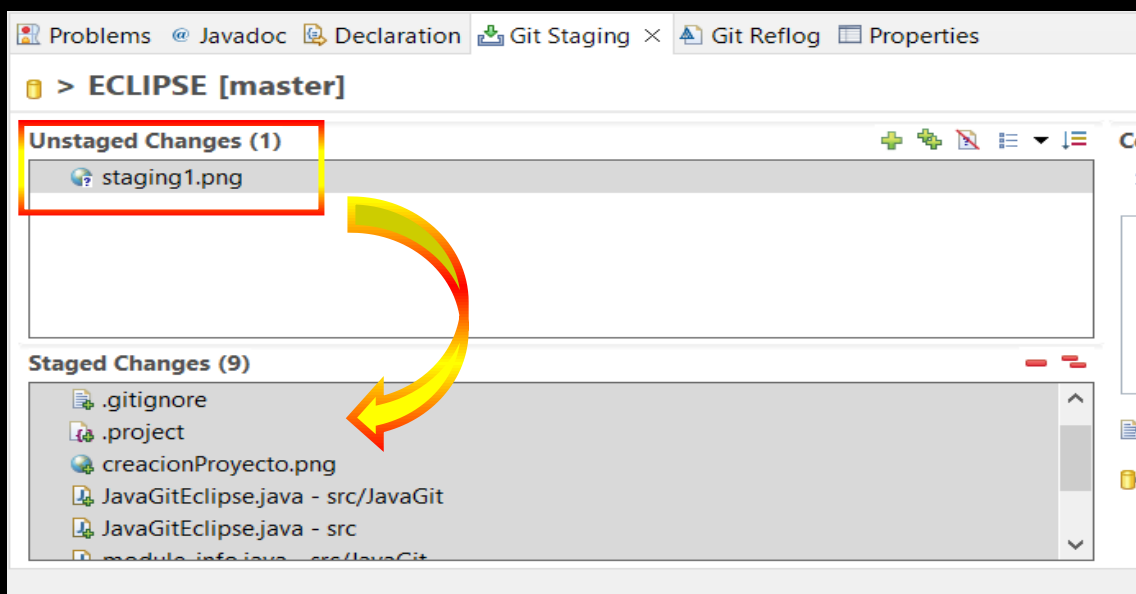 Problems @ Javadoc Declaration Git Staging Git Reflog Properties
> ECLIPSE [master]
Unstaged Changes (1)
staging1.png
Staged Changes (9)
.gitignore
.project
creacionProyecto.png
JavaGitEclipse.java - src/JavaGit
JavaGitEclipse.java - src